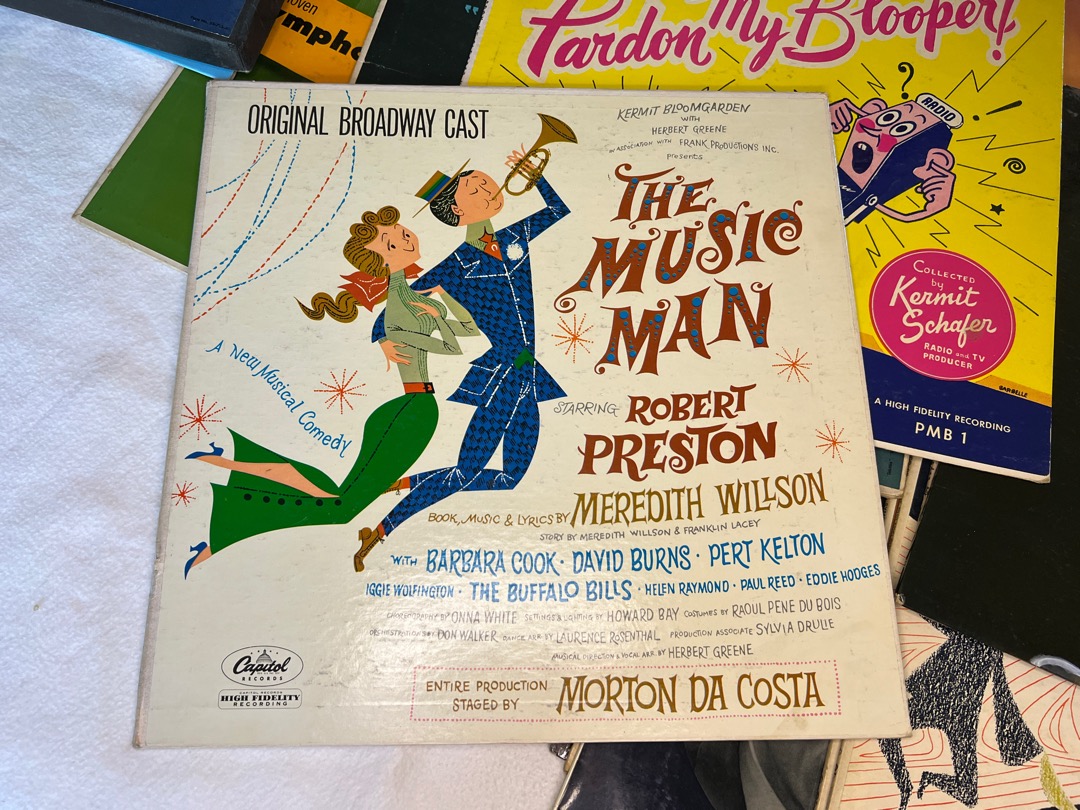 ympho
Pardon My Blooper!
RADIO
COLLECTED
by
Kermit
Schafer
RADIO and TV
PRODUCER
BARBELLE
A HIGH FIDELITY RECORDING
PMB 1
ORIGINAL BROADWAY CAST
KERMIT BLOOMGARDEN
WITH
HERBERT GREENE
IN ASSOCIATION WITH FRANK PRODUCTIONS INC.
presents
THE
MUSIC
MAN
A New Musical Comedy
STARRING ROBERT
PRESTON
BOOK, MUSIC & LYRICS BY MEREDITH WILLSON
STORY BY MEREDITH WILLSON & FRANKLIN LACEY
WITH BARBARA COOK · DAVID BURNS · PERT KELTON
IGGIE WOLFINGTON · THE BUFFALO BILLS · HELEN RAYMOND · PAUL REED · EDDIE HODGES
CHOREOGRAPHY BY ONNA WHITE SETTINGS & LIGHTING BY HOWARD BAY COSTUMES BY RAOUL PENE DU BOIS
ORCHESTRATIONS BY DON WALKER DANCE ARR. BY LAURENCE ROSENTHAL PRODUCTION ASSOCIATE SYLVIA DRULIE
MUSICAL DIRECTION & VOCAL ARR. BY HERBERT GREENE
ENTIRE PRODUCTION
STAGED BY MORTON DA COSTA
Capitol
RECORDS
CAPITOL RECORDS
HIGH FIDELITY
RECORDING